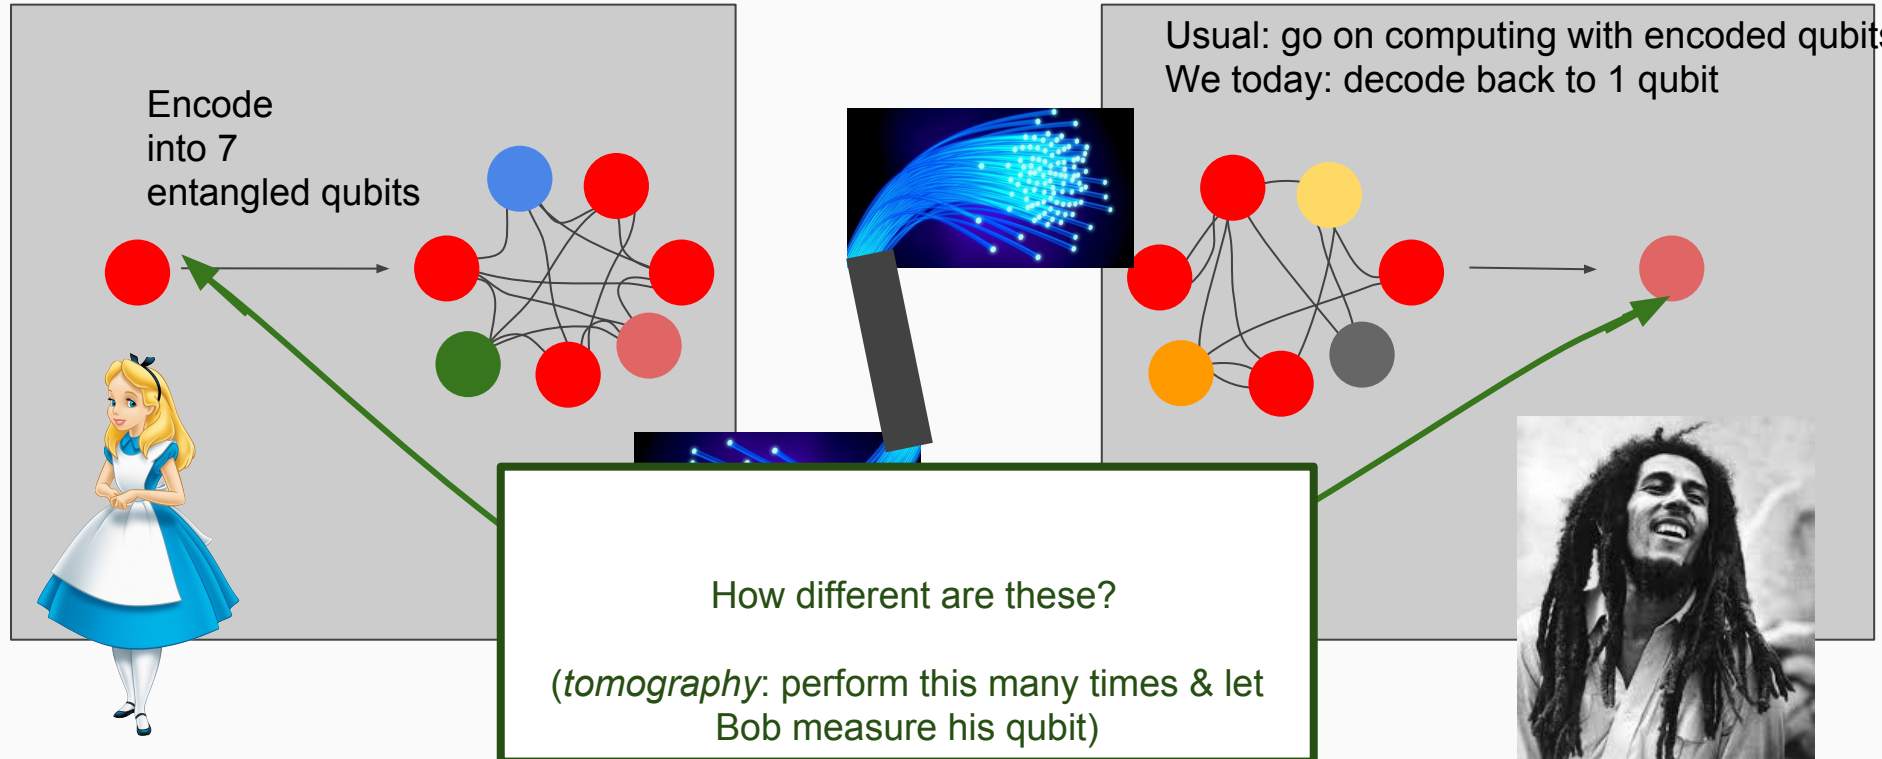 Encode
into 7
entangled qubits
Usual: go on computing with encoded qubits
We today: decode back to 1 qubit
How different are these?
(tomography: perform this many times & let
Bob measure his qubit)